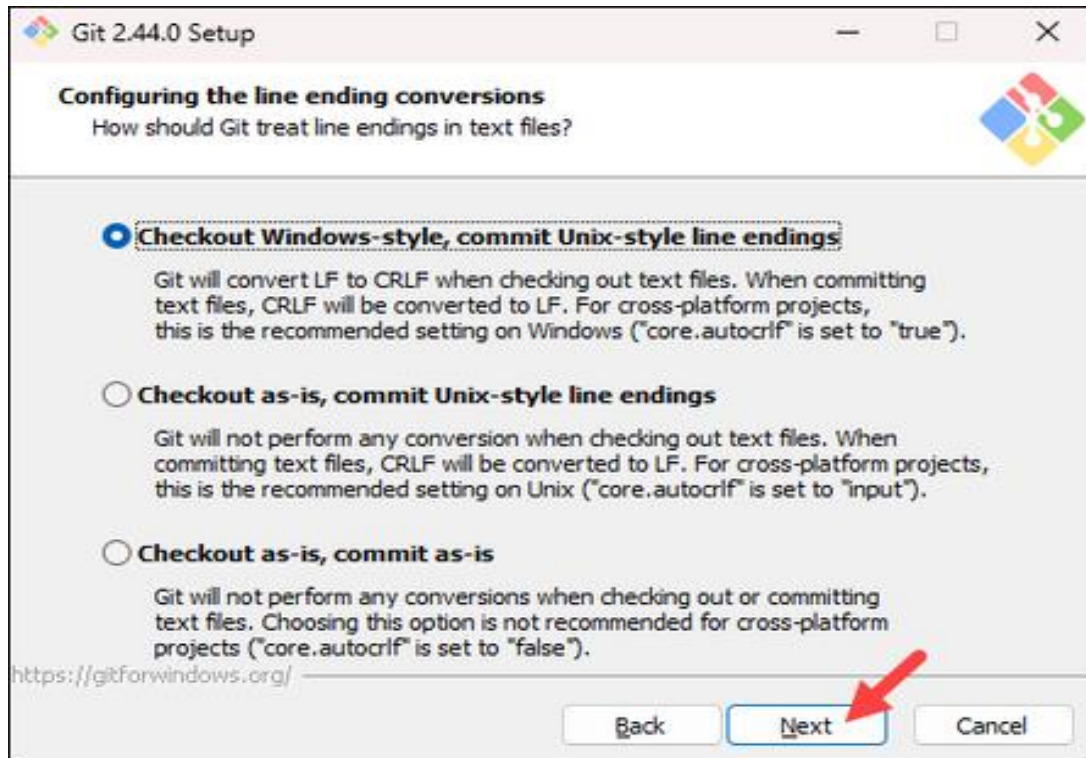 Git 2.44.0 Setup
Configuring the line ending conversions
How should Git treat line endings in text files?
Checkout Windows-style, commit Unix-style line endings
Git will convert LF to CRLF when checking out text files. When committing
text files, CRLF will be converted to LF. For cross-platform projects,
this is the recommended setting on Windows ("core.autocrlf" is set to "true").
Checkout as-is, commit Unix-style line endings
Git will not perform any conversion when checking out text files. When
committing text files, CRLF will be converted to LF. For cross-platform projects,
this is the recommended setting on Unix ("core.autocrlf" is set to "input").
Checkout as-is, commit as-is
Git will not perform any conversions when checking out or committing
text files. Choosing this option is not recommended for cross-platform
projects ("core.autocrlf" is set to "false").
https://gitforwindows.org/
Back Next Cancel